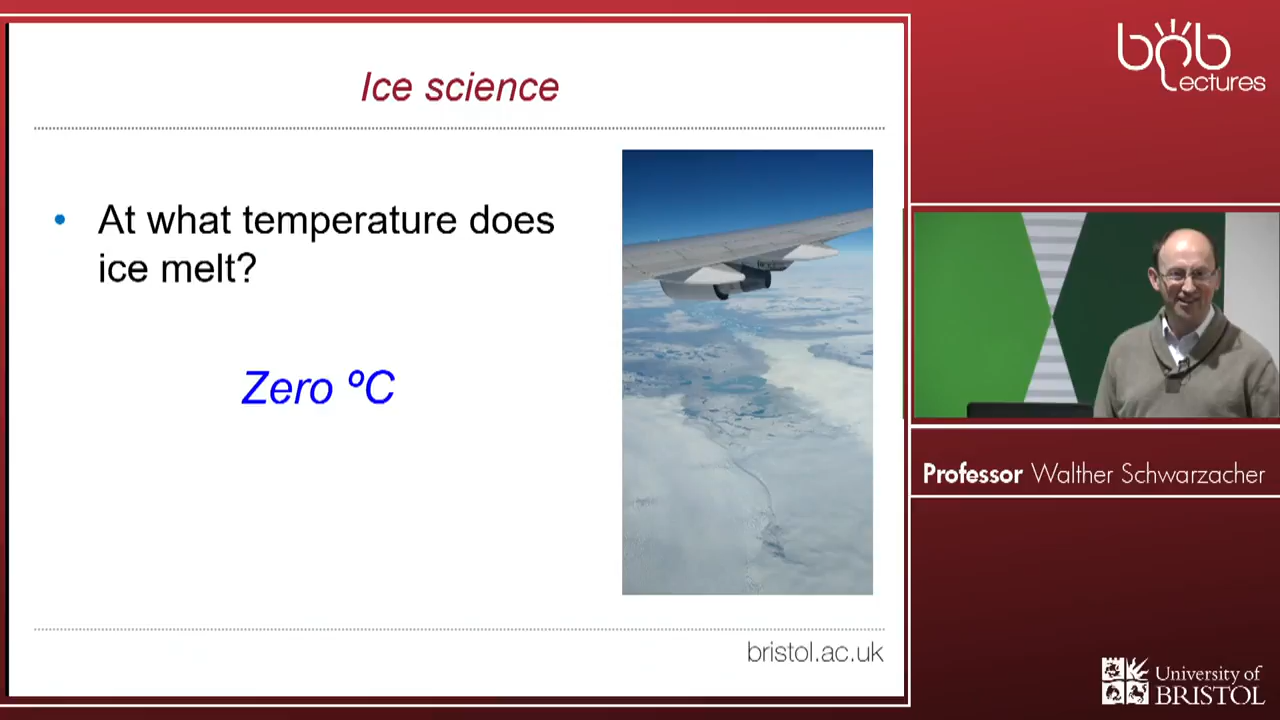 Ice science
• At what temperature does
ice melt?
Zero ºC
bristol.ac.uk
bob
Lectures
Professor Walther Schwarzacher
University of
BRISTOL